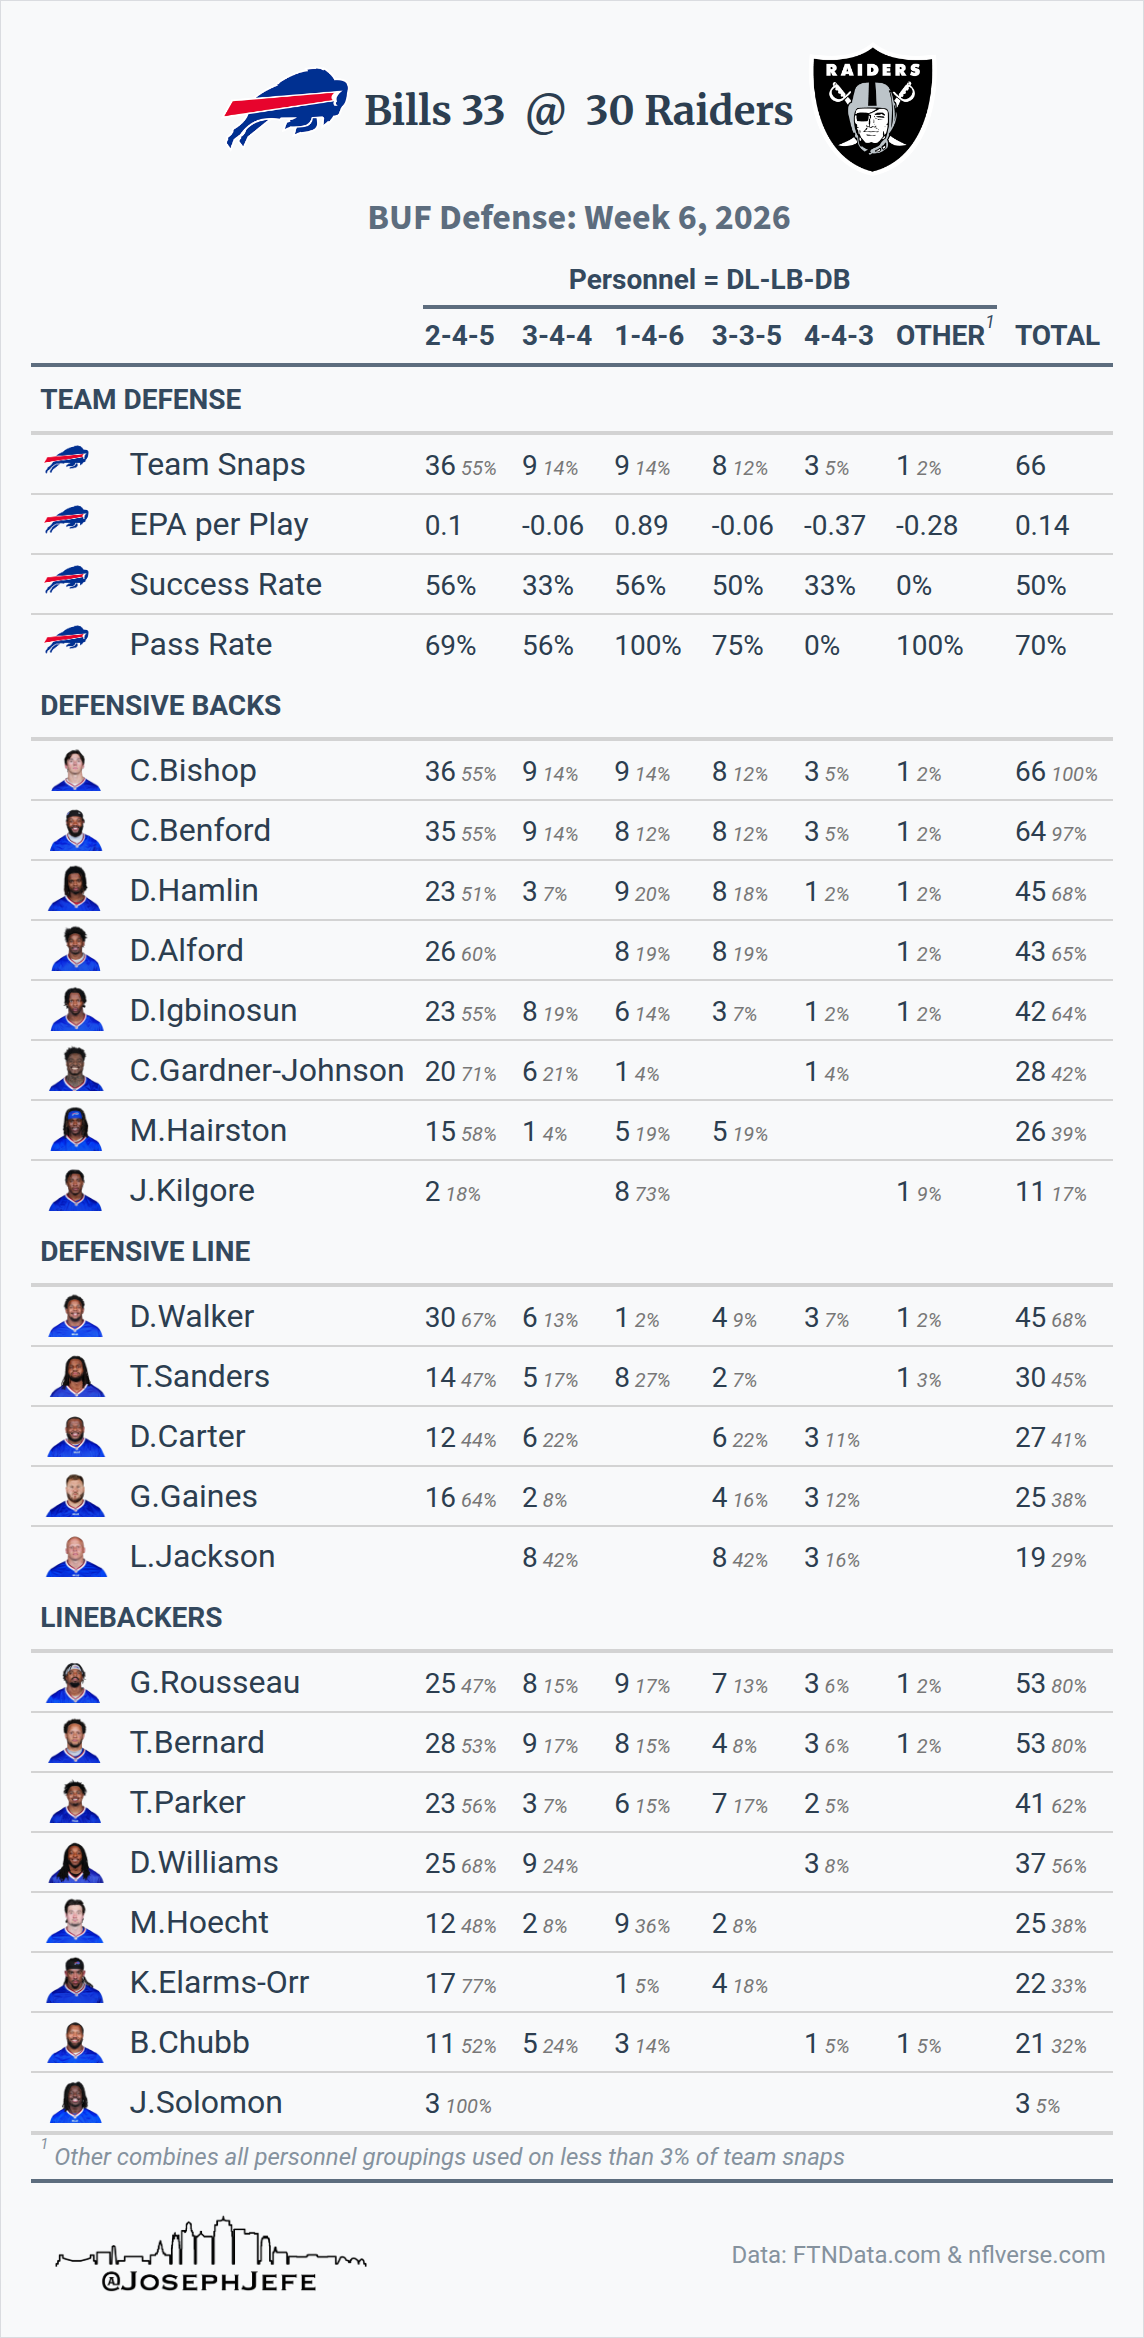 RAIDERS
Bills 33 @ 30 Raiders
BUF Defense: Week 6, 2026
Personnel = DL-LB-DB
2-4-5 3-4-4 1-4-6 3-3-5 4-4-3 OTHER1 TOTAL
TEAM DEFENSE
Team Snaps 36 55% 9 14% 9 14% 8 12% 3 5% 1 2% 66
EPA per Play 0.1 -0.06 0.89 -0.06 -0.37 -0.28 0.14
Success Rate 56% 33% 56% 50% 33% 0% 50%
Pass Rate 69% 56% 100% 75% 0% 100% 70%
DEFENSIVE BACKS
C.Bishop 36 55% 9 14% 9 14% 8 12% 3 5% 1 2% 66 100%
C.Benford 35 55% 9 14% 8 12% 8 12% 3 5% 1 2% 64 97%
D.Hamlin 23 51% 3 7% 9 20% 8 18% 1 2% 1 2% 45 68%
D.Alford 26 60% 8 19% 8 19% 1 2% 43 65%
D.Igbinosun 23 55% 8 19% 6 14% 3 7% 1 2% 1 2% 42 64%
C.Gardner-Johnson 20 71% 6 21% 1 4% 1 4% 28 42%
M.Hairston 15 58% 1 4% 5 19% 5 19% 26 39%
J.Kilgore 2 18% 8 73% 1 9% 11 17%
DEFENSIVE LINE
D.Walker 30 67% 6 13% 1 2% 4 9% 3 7% 1 2% 45 68%
T.Sanders 14 47% 5 17% 8 27% 2 7% 1 3% 30 45%
D.Carter 12 44% 6 22% 6 22% 3 11% 27 41%
G.Gaines 16 64% 2 8% 4 16% 3 12% 25 38%
L.Jackson 8 42% 8 42% 3 16% 19 29%
LINEBACKERS
G.Rousseau 25 47% 8 15% 9 17% 7 13% 3 6% 1 2% 53 80%
T.Bernard 28 53% 9 17% 8 15% 4 8% 3 6% 1 2% 53 80%
T.Parker 23 56% 3 7% 6 15% 7 17% 2 5% 41 62%
D.Williams 25 68% 9 24% 3 8% 37 56%
M.Hoecht 12 48% 2 8% 9 36% 2 8% 25 38%
K.Elarms-Orr 17 77% 1 5% 4 18% 22 33%
B.Chubb 11 52% 5 24% 3 14% 1 5% 1 5% 21 32%
J.Solomon 3 100% 3 5%
1 Other combines all personnel groupings used on less than 3% of team snaps
@JosephJefe
Data: FTNData.com & nflverse.com